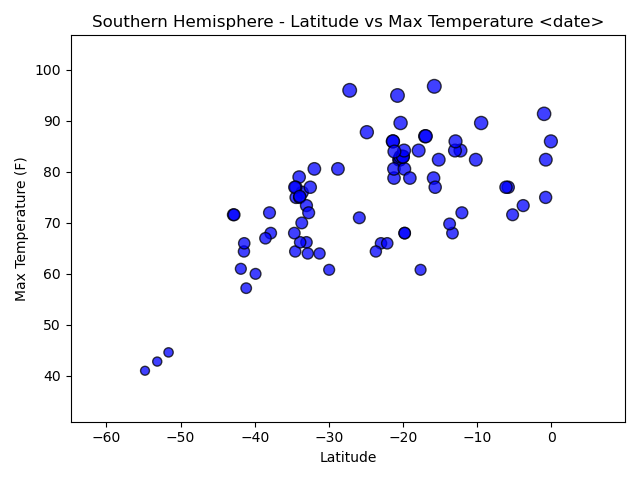 Southern Hemisphere - Latitude vs Max Temperature <date>
Max Temperature (F)
100
90
80
70
60
50
40
−60 −50 −40 −30 −20 −10 0
Latitude